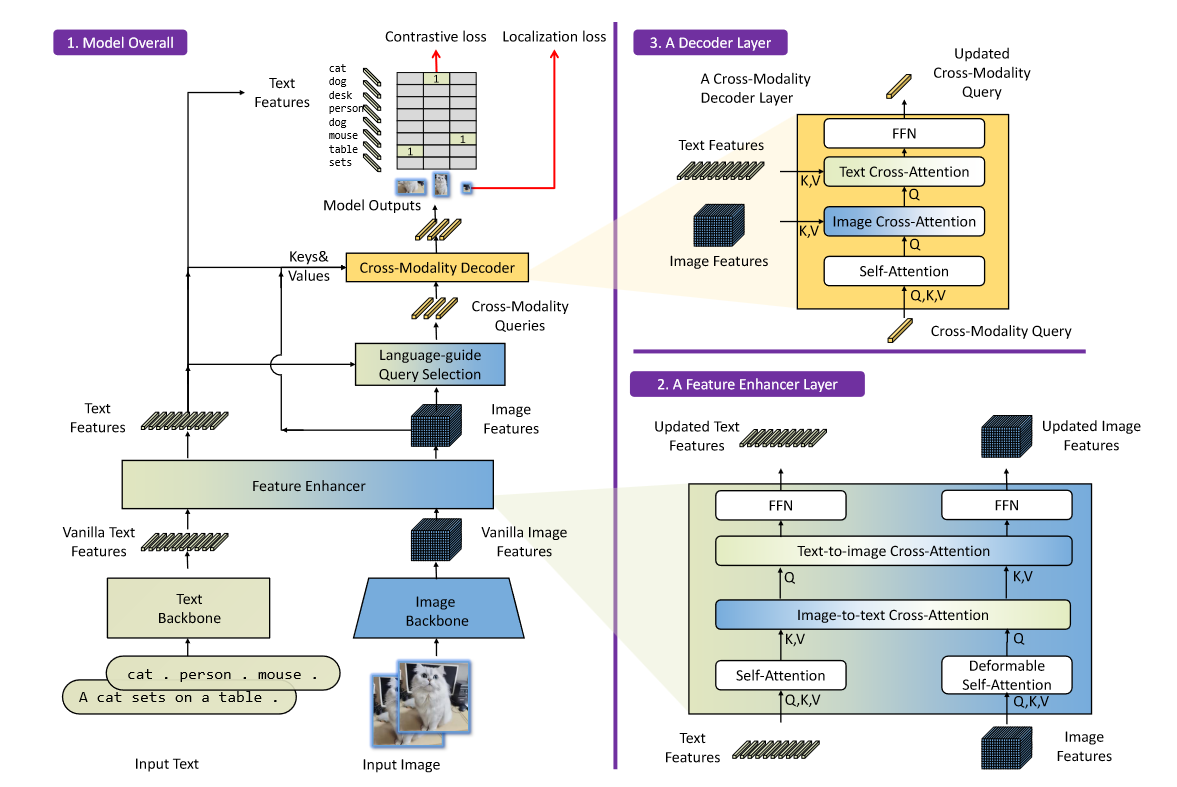 1. Model Overall
Contrastive loss
Localization loss
Text
Features
cat
dog
desk
person
dog
mouse
table
sets
1
1
1
Model Outputs
Keys&
Values
Cross-Modality Decoder
Cross-Modality
Queries
Language-guide
Query Selection
Text
Features
Image
Features
Feature Enhancer
Vanilla Text
Features
Vanilla Image
Features
Text
Backbone
Image
Backbone
cat . person . mouse .
A cat sets on a table .
Input Text
Input Image
3. A Decoder Layer
A Cross-Modality
Decoder Layer
Updated
Cross-Modality
Query
FFN
Text Features
Text Cross-Attention
K,V
Q
Image Cross-Attention
K,V
Q
Image Features
Self-Attention
Q,K,V
Cross-Modality Query
2. A Feature Enhancer Layer
Updated Text
Features
Updated Image
Features
FFN
FFN
Text-to-image Cross-Attention
Q
K,V
Image-to-text Cross-Attention
K,V
Q
Self-Attention
Deformable
Self-Attention
Q,K,V
Q,K,V
Text
Features
Image
Features